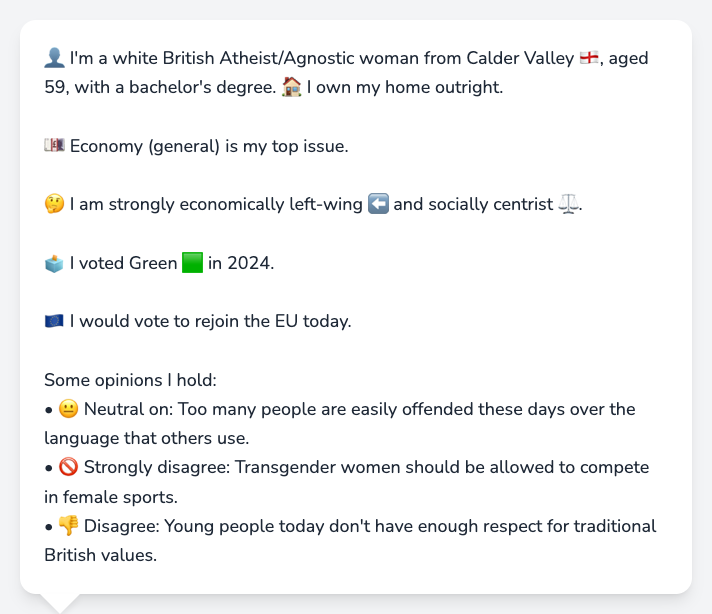 👤 I'm a white British Atheist/Agnostic woman from Calder Valley 🏴󠁧󠁢󠁥󠁮󠁧󠁿, aged
59, with a bachelor's degree. 🏠 I own my home outright.
💷 Economy (general) is my top issue.
🤔 I am strongly economically left-wing ⬅️ and socially centrist ⚖️.
🗳️ I voted Green 🟩 in 2024.
🇪🇺 I would vote to rejoin the EU today.
Some opinions I hold:
• 😐 Neutral on: Too many people are easily offended these days over the
language that others use.
• 🚫 Strongly disagree: Transgender women should be allowed to compete
in female sports.
• 👎 Disagree: Young people today don't have enough respect for traditional
British values.